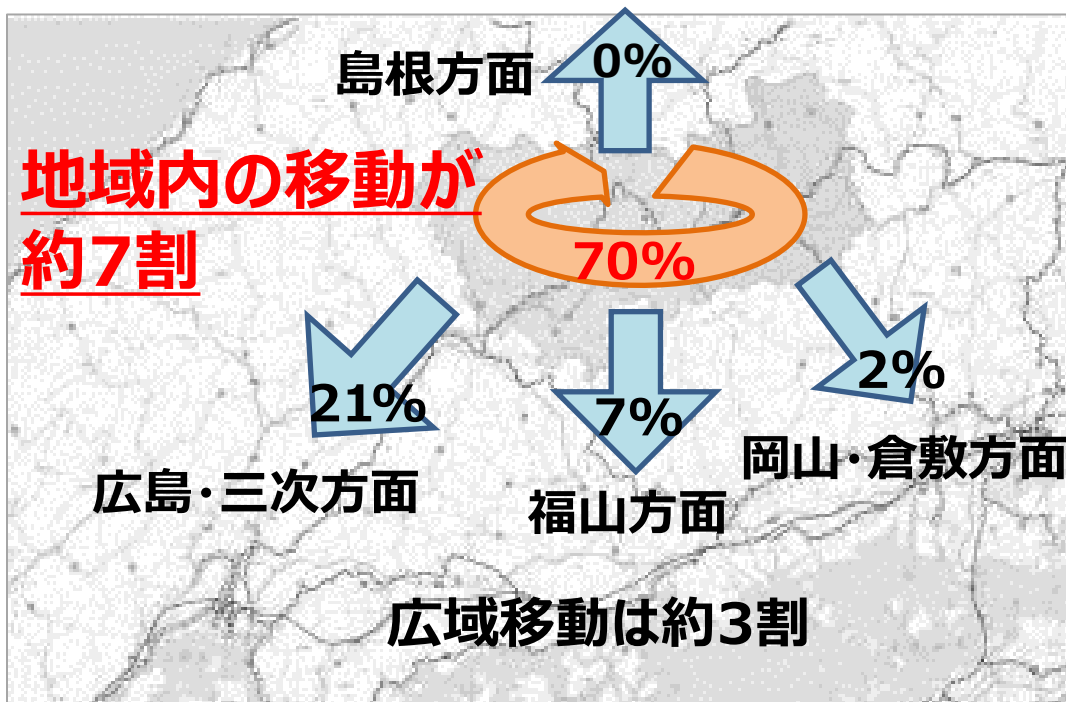 島根方面
0%
地域内の移動が
約7割
70%
21%
7%
2%
広島・三次方面
福山方面
岡山・倉敷方面
広域移動は約3割